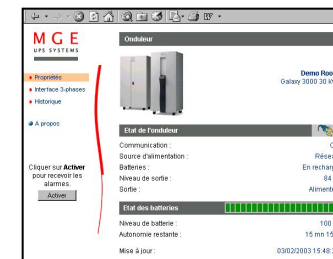 MGE
UPS SYSTEMS
Propriétés
Interface 3-phases
Historique
A propos
Cliquer sur Activer
pour recevoir les
alarmes.
Activer
Onduleur
Demo Roo
Galaxy 3000 30 k
Etat de l'onduleur
Communication :
Source d'alimentation : Résea
Batteries : En rechar
Niveau de sortie : 84
Sortie : Alimente
Etat des batteries
Niveau de batterie : 100
Autonomie restante : 15 mn 15
Mise à jour : 03/02/2003 15:48: